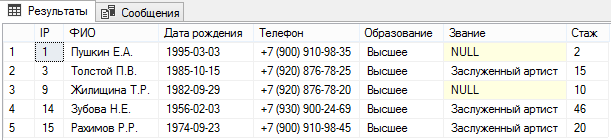 Результаты Сообщения
IP ФИО Дата рождения Телефон Образование Звание Стаж
1 1 Пушкин Е.А. 1995-03-03 +7 (900) 910-98-35 Высшее NULL 2
2 3 Толстой П.В. 1985-10-15 +7 (920) 876-78-25 Высшее Заслуженный артист 15
3 9 Жилищина Т.Р. 1982-09-29 +7 (920) 876-78-20 Высшее NULL 10
4 14 Зубова Н.Е. 1956-02-03 +7 (930) 900-24-69 Высшее Заслуженный артист 46
5 15 Рахимов Р.Р. 1974-09-23 +7 (900) 910-98-45 Высшее Заслуженный артист 20